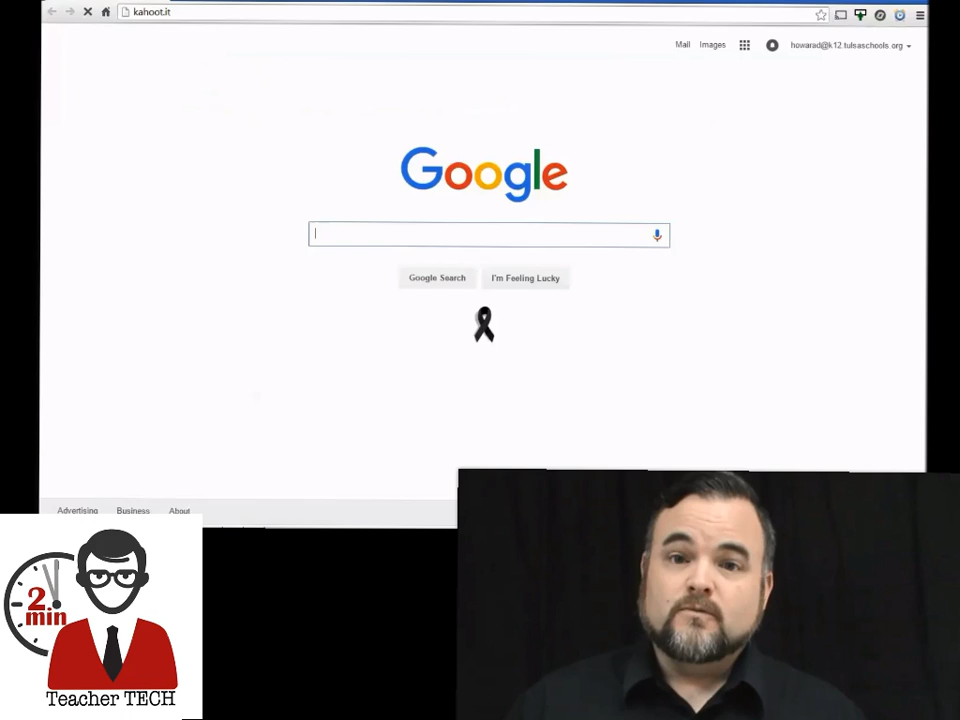 kahoot.it
Mail Images howarad@k12.tulsaschools.org
Google
Google Search I'm Feeling Lucky
Advertising Business About
2
min
Teacher TECH